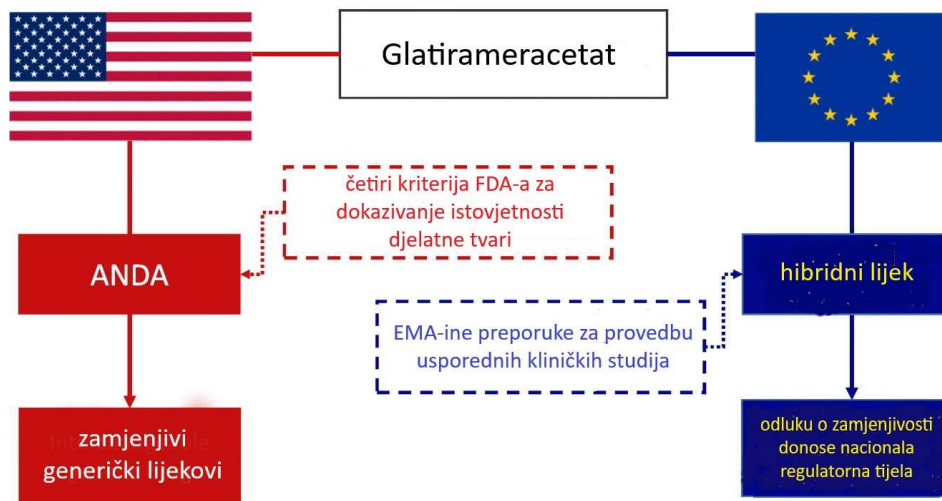 Glatirameracetat
četiri kriterija FDA-a za
dokazivanje istovjetnosti
djelatne tvari
ANDA
hibridni lijek
EMA-ine preporuke za provedbu
usporednih kliničkih studija
zamjenjivi
generički lijekovi
odluku o zamjenjivosti
donose nacionala
regulatorna tijela